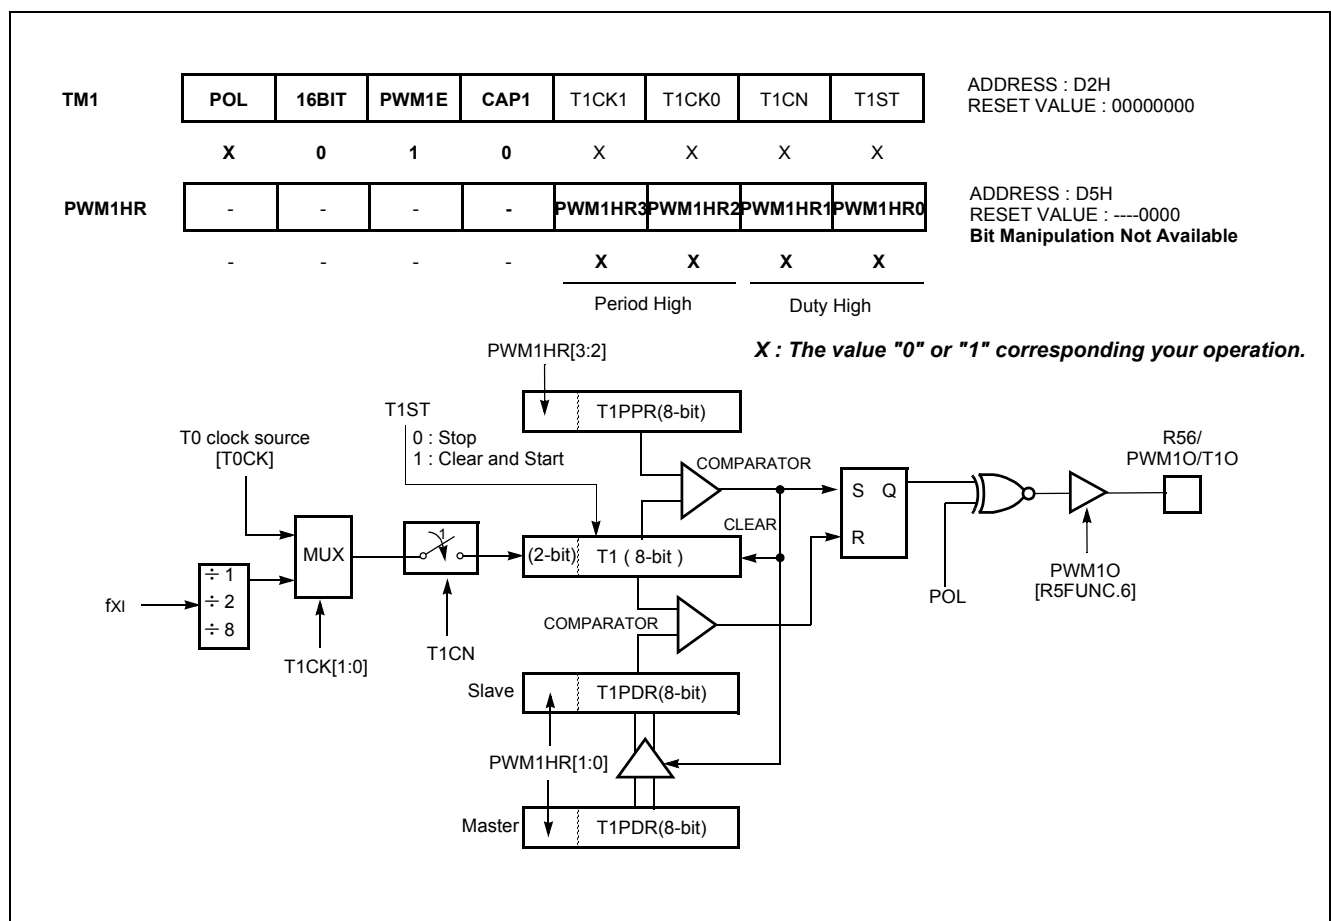 TM1 POL 16BIT PWM1E CAP1 T1CK1 T1CK0 T1CN T1ST
ADDRESS : D2H
RESET VALUE : 00000000
X 0 1 0 X X X X
PWM1HR - - - - PWM1HR3 PWM1HR2 PWM1HR1 PWM1HR0
ADDRESS : D5H
RESET VALUE : ----0000
Bit Manipulation Not Available
- - - - X X X X
Period High Duty High
X : The value "0" or "1" corresponding your operation.
PWM1HR[3:2]
T1PPR(8-bit)
T1ST
0 : Stop
1 : Clear and Start
T0 clock source
[T0CK]
COMPARATOR
R56/
PWM1O/T1O
S Q
R
CLEAR
MUX
1
(2-bit) T1 ( 8-bit )
÷ 1
÷ 2
÷ 8
fXI
T1CK[1:0]
T1CN
COMPARATOR
POL
PWM1O
[R5FUNC.6]
Slave T1PDR(8-bit)
PWM1HR[1:0]
Master T1PDR(8-bit)